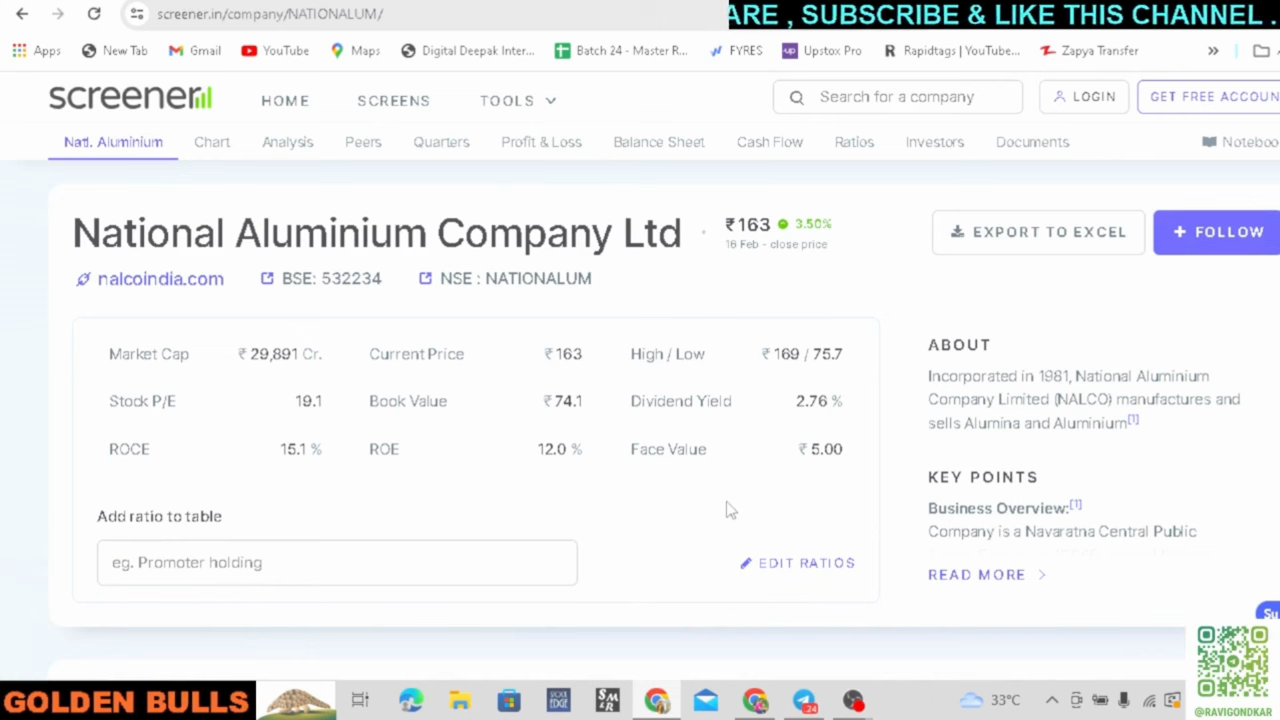 screener.in/company/NATIONALUM/
ARE , SUBSCRIBE & LIKE THIS CHANNEL .
Apps New Tab Gmail YouTube Maps Digital Deepak Inter... Batch 24 - Master R... FYRES Upstox Pro Rapidtags | YouTube... Zapya Transfer »
screener HOME SCREENS TOOLS Search for a company LOGIN GET FREE ACCOUN
Natl. Aluminium Chart Analysis Peers Quarters Profit & Loss Balance Sheet Cash Flow Ratios Investors Documents Noteboo
National Aluminium Company Ltd ₹ 163 3.50%
16 Feb - close price
EXPORT TO EXCEL + FOLLOW
nalcoindia.com BSE: 532234 NSE : NATIONALUM
Market Cap ₹ 29,891 Cr. Current Price ₹ 163 High / Low ₹ 169 / 75.7
Stock P/E 19.1 Book Value ₹ 74.1 Dividend Yield 2.76 %
ROCE 15.1 % ROE 12.0 % Face Value ₹ 5.00
Add ratio to table
eg. Promoter holding EDIT RATIOS
ABOUT
Incorporated in 1981, National Aluminium
Company Limited (NALCO) manufactures and
sells Alumina and Aluminium[1]
KEY POINTS
Business Overview:[1]
Company is a Navaratna Central Public
READ MORE
Su
GOLDEN BULLS
STOCK EDGE
24
33°C
@RAVIGONDKAR